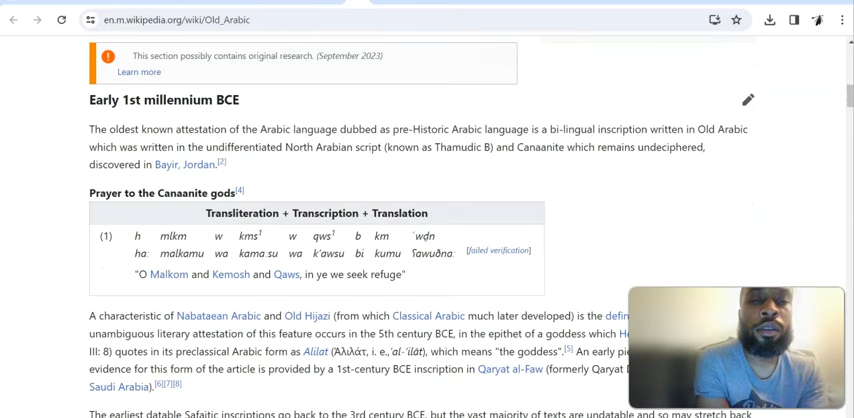 en.m.wikipedia.org/wiki/Old_Arabic
This section possibly contains original research. (September 2023)
Learn more
Early 1st millennium BCE
The oldest known attestation of the Arabic language dubbed as pre-Historic Arabic language is a bi-lingual inscription written in Old Arabic
which was written in the undifferentiated North Arabian script (known as Thamudic B) and Canaanite which remains undeciphered,
discovered in Bayir, Jordan.[2]
Prayer to the Canaanite gods[4]
Transliteration + Transcription + Translation
(1) h mlkm w kms¹ w qws¹ b km ʿwḏn
haː malkamu wa kamaːsu wa kʼawsu bi kumu ʕawuðnaː [failed verification]
"O Malkom and Kemosh and Qaws, in ye we seek refuge"
A characteristic of Nabataean Arabic and Old Hijazi (from which Classical Arabic much later developed) is the
unambiguous literary attestation of this feature occurs in the 5th century BCE, in the epithet of a goddess which
III: 8) quotes in its preclassical Arabic form as Alilat (Ἀλιλάτ, i. e.,ʼal-ʼilāt), which means "the goddess".[5] An early
evidence for this form of the article is provided by a 1st-century BCE inscription in Qaryat al-Faw (formerly Qaryat
Saudi Arabia).[6][7][8]
The earliest datable Safaitic inscriptions go back to the 3rd century BCE, but the vast majority of texts are undatable and so may stretch back